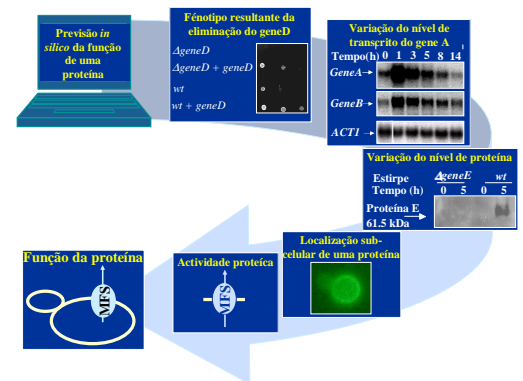 Previsão in
silico da função
de uma
proteína
Fénotipo resultante da
eliminação do geneD
ΔgeneD
ΔgeneD + geneD
wt
wt + geneD
Variação do nível de
transcrito do gene A
Tempo(h) 0 1 3 5 8 14
GeneA
GeneB
ACT1
Variação do nível de proteína
Estirpe ΔgeneE wt
Tempo (h) 0 5 0 5
Proteína E
61.5 kDa
Localização sub-
celular de uma proteína
Actividade proteíca
MFS
Função da proteína
MFS